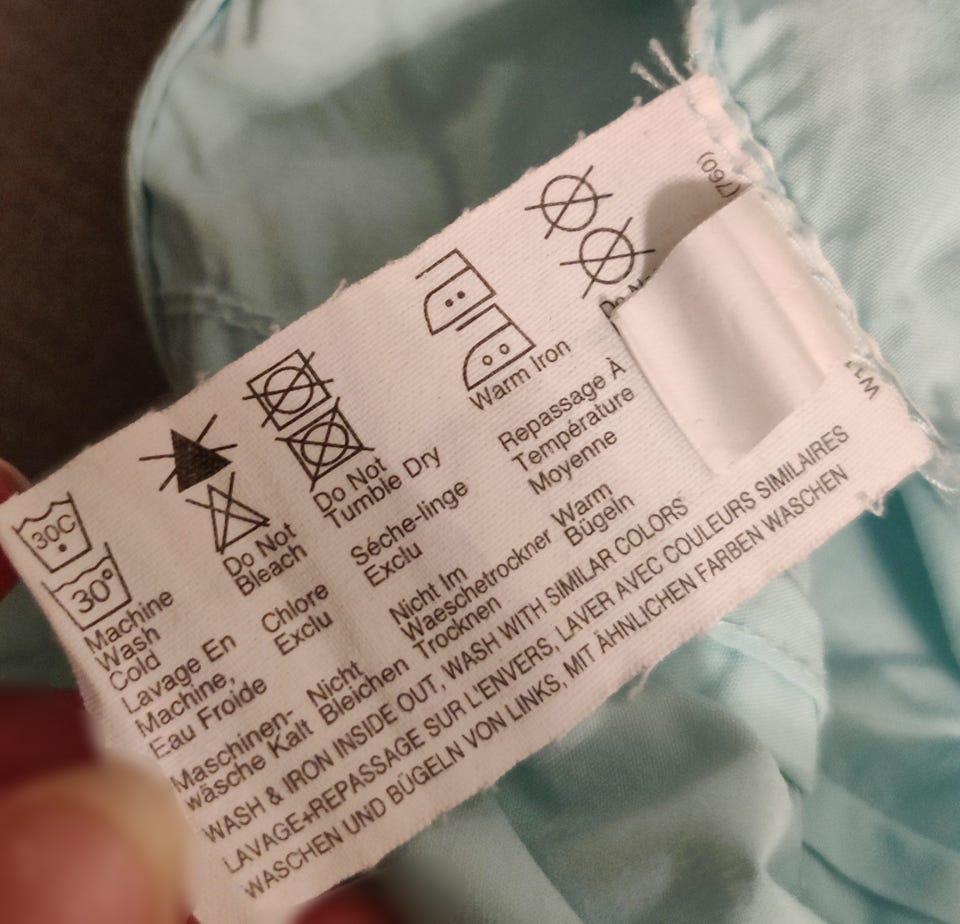 (760)
30C
30°
Machine
Wash
Cold
Lavage En
Machine,
Eau Froide
Maschinen-
wäsche Kalt
Do Not
Bleach
Chlore
Exclu
Nicht
Bleichen
Do Not
Tumble Dry
Séche-linge
Exclu
Nicht Im
Waeschetrockner
Trocknen
Warm Iron
Repassage À
Température
Moyenne
Warm
Bügeln
Do
WASH & IRON INSIDE OUT, WASH WITH SIMILAR COLORS
LAVAGE+REPASSAGE SUR L'ENVERS, LAVER AVEC COULEURS SIMILAIRES
WASCHEN UND BÜGELN VON LINKS, MIT ÄHNLICHEN FARBEN WASCHEN